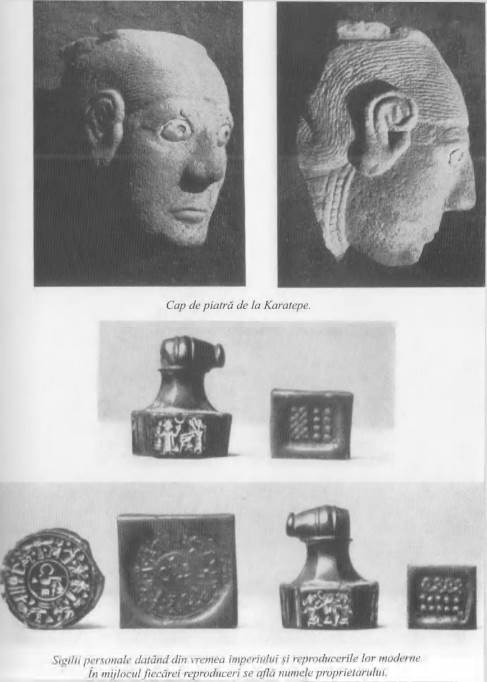 Cap de piatră de la Karatepe.
Sigilii personale datând din vremea imperiului și reproducerile lor moderne.
În mijlocul fiecărei reproduceri se află numele proprietarului.